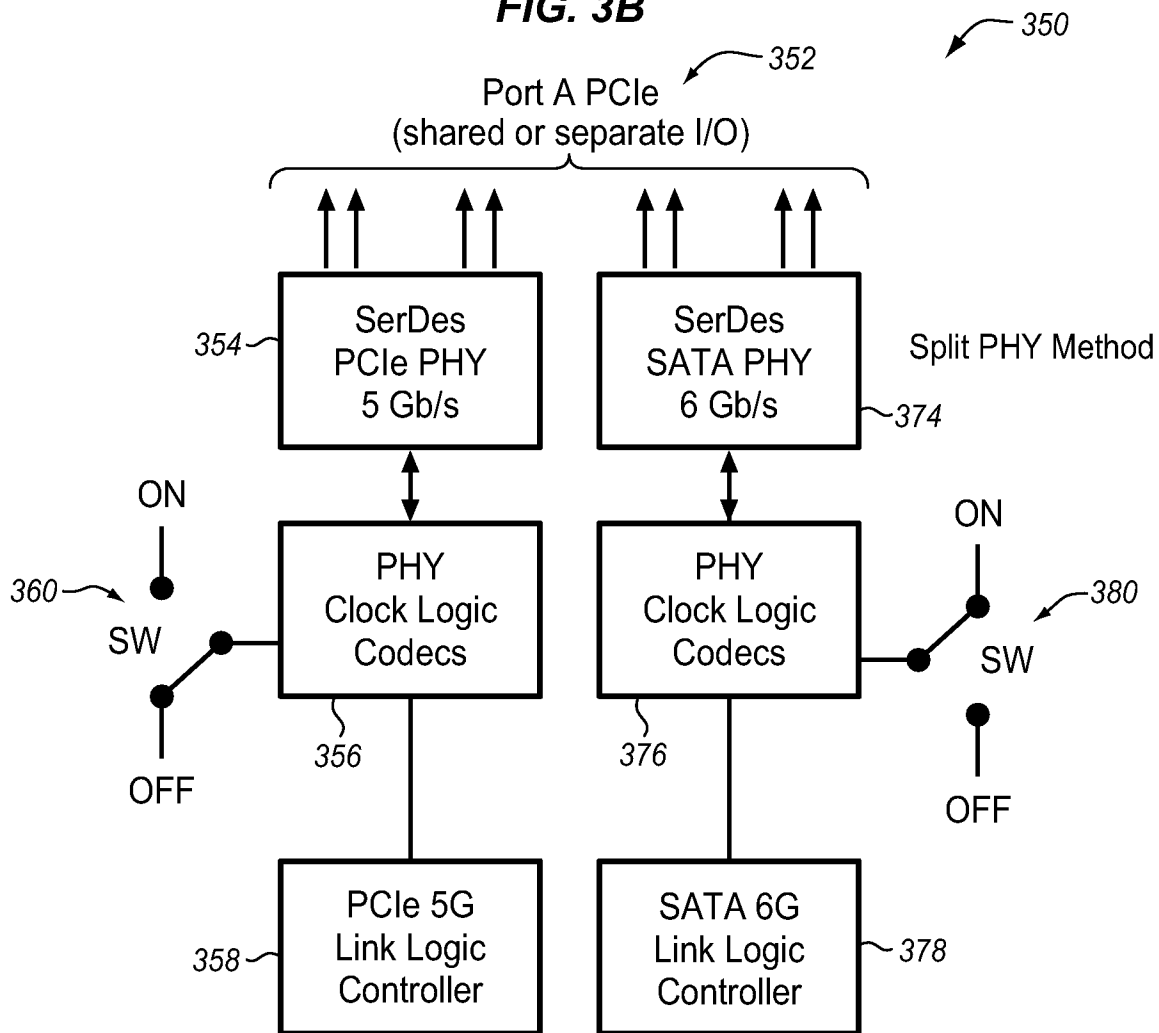 FIG. 3B
350
352
Port A PCIe
(shared or separate I/O)
354
SerDes
PCIe PHY
5 Gb/s
SerDes
SATA PHY
6 Gb/s
374
Split PHY Method
ON
360
SW
OFF
PHY
Clock Logic
Codecs
356
PHY
Clock Logic
Codecs
376
ON
380
SW
OFF
PCIe 5G
Link Logic
Controller
358
SATA 6G
Link Logic
Controller
378